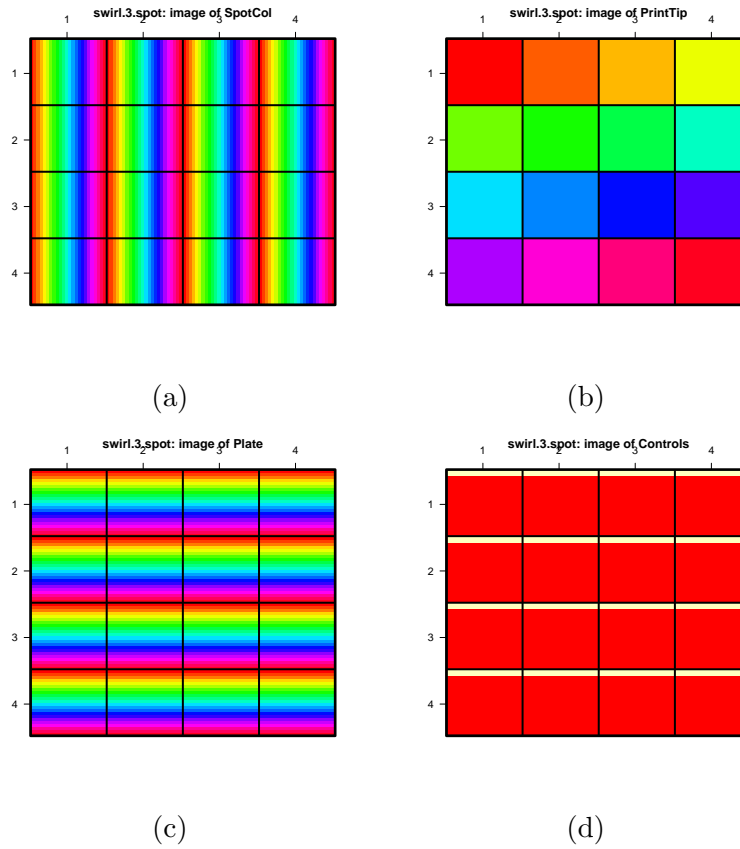 swirl.3.spot: image of SpotCol
1 2 3 4
1
2
3
4
(a)
swirl.3.spot: image of PrintTip
1 2 3 4
1
2
3
4
(b)
swirl.3.spot: image of Plate
1 2 3 4
1
2
3
4
(c)
swirl.3.spot: image of Controls
1 2 3 4
1
2
3
4
(d)